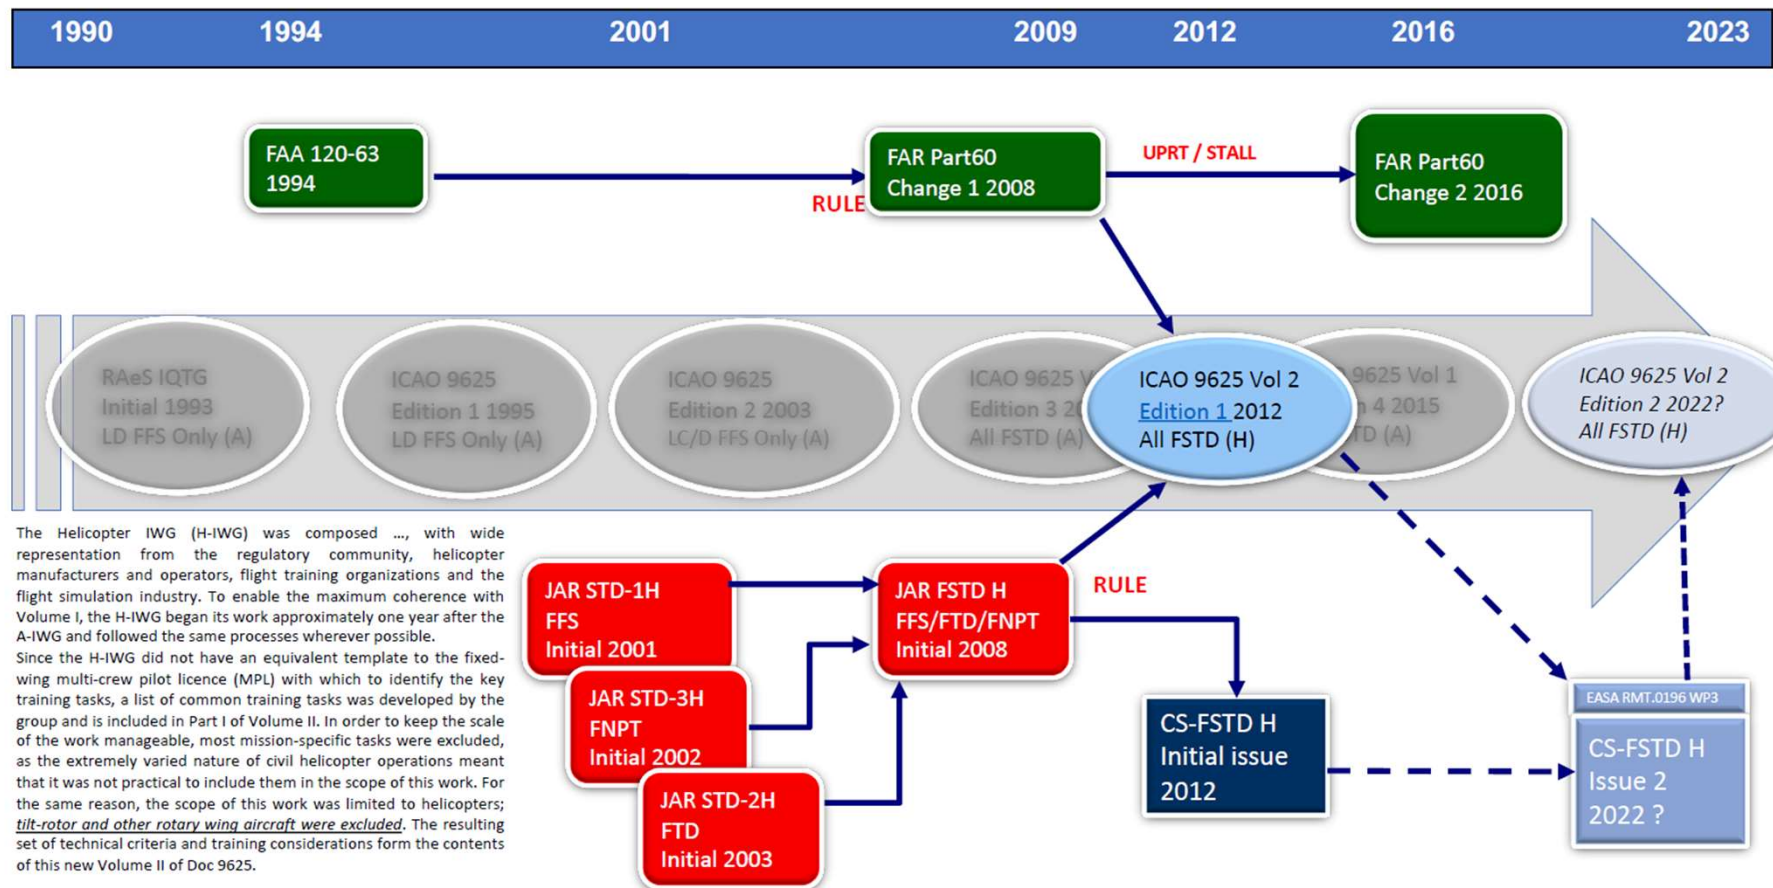 1990 1994 2001 2009 2012 2016 2023
FAA 120-63
1994
RULE
FAR Part60
Change 1 2008
UPRT / STALL
FAR Part60
Change 2 2016
RAeS IQTG
Initial 1993
LD FFS Only (A)
ICAO 9625
Edition 1 1995
LD FFS Only (A)
ICAO 9625
Edition 2 2003
LC/D FFS Only (A)
ICAO 9625 V
Edition 3 20
All FSTD (A)
ICAO 9625 Vol 2
Edition 1 2012
All FSTD (H)
9625 Vol 1
n 4 2015
TD (A)
ICAO 9625 Vol 2
Edition 2 2022?
All FSTD (H)
The Helicopter IWG (H-IWG) was composed …, with wide
representation from the regulatory community, helicopter
manufacturers and operators, flight training organizations and the
flight simulation industry. To enable the maximum coherence with
Volume I, the H-IWG began its work approximately one year after the
A-IWG and followed the same processes wherever possible.
Since the H-IWG did not have an equivalent template to the fixed-
wing multi-crew pilot licence (MPL) with which to identify the key
training tasks, a list of common training tasks was developed by the
group and is included in Part I of Volume II. In order to keep the scale
of the work manageable, most mission-specific tasks were excluded,
as the extremely varied nature of civil helicopter operations meant
that it was not practical to include them in the scope of this work. For
the same reason, the scope of this work was limited to helicopters;
tilt-rotor and other rotary wing aircraft were excluded. The resulting
set of technical criteria and training considerations form the contents
of this new Volume II of Doc 9625.
JAR STD-1H
FFS
Initial 2001
JAR STD-3H
FNPT
Initial 2002
JAR STD-2H
FTD
Initial 2003
JAR FSTD H
FFS/FTD/FNPT
Initial 2008
RULE
CS-FSTD H
Initial issue
2012
EASA RMT.0196 WP3
CS-FSTD H
Issue 2
2022 ?